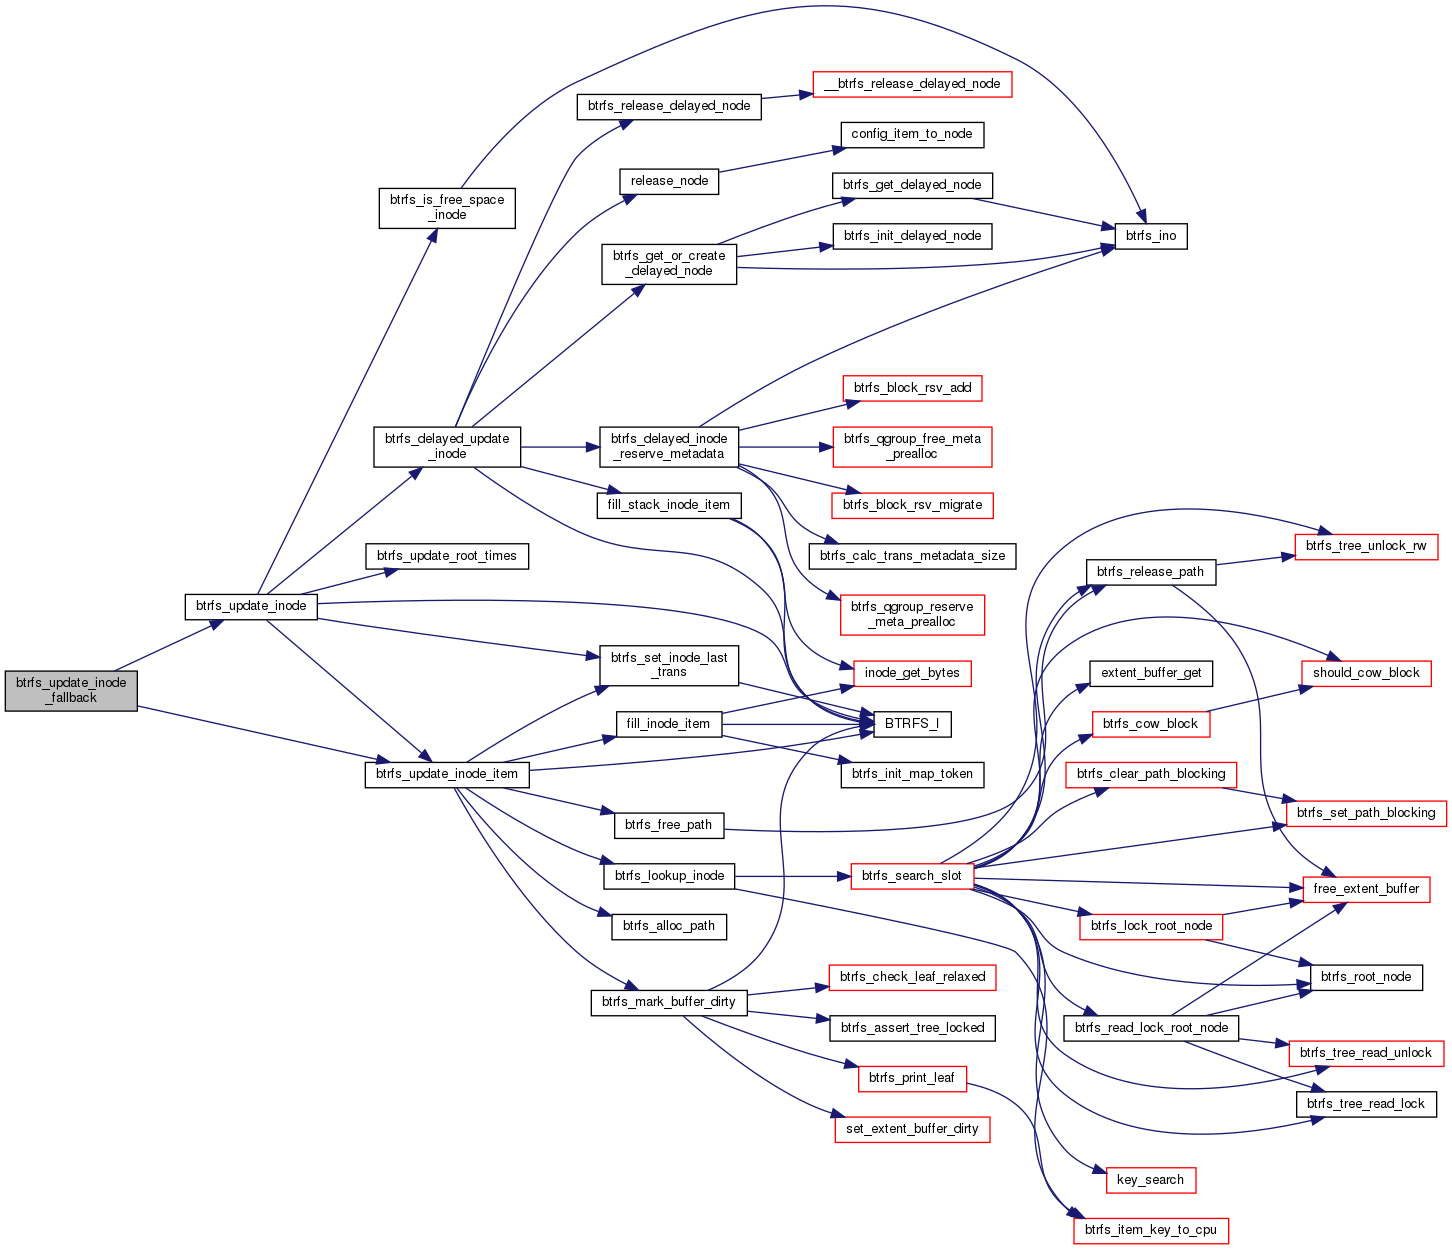 __btrfs_release_delayed_node
btrfs_release_delayed_node
config_item_to_node
release_node
btrfs_get_delayed_node
btrfs_is_free_space
_inode
btrfs_ino
btrfs_init_delayed_node
btrfs_get_or_create
_delayed_node
btrfs_block_rsv_add
btrfs_delayed_update
_inode
btrfs_delayed_inode
_reserve_metadata
btrfs_qgroup_free_meta
_prealloc
fill_stack_inode_item
btrfs_block_rsv_migrate
btrfs_tree_unlock_rw
btrfs_update_root_times
btrfs_calc_trans_metadata_size
btrfs_release_path
btrfs_update_inode
btrfs_qgroup_reserve
_meta_prealloc
btrfs_set_inode_last
_trans
inode_get_bytes
extent_buffer_get
should_cow_block
btrfs_update_inode
_fallback
fill_inode_item
BTRFS_I
btrfs_cow_block
btrfs_update_inode_item
btrfs_init_map_token
btrfs_clear_path_blocking
btrfs_set_path_blocking
btrfs_free_path
btrfs_lookup_inode
btrfs_search_slot
free_extent_buffer
btrfs_alloc_path
btrfs_lock_root_node
btrfs_check_leaf_relaxed
btrfs_root_node
btrfs_mark_buffer_dirty
btrfs_assert_tree_locked
btrfs_read_lock_root_node
btrfs_tree_read_unlock
btrfs_print_leaf
btrfs_tree_read_lock
set_extent_buffer_dirty
key_search
btrfs_item_key_to_cpu